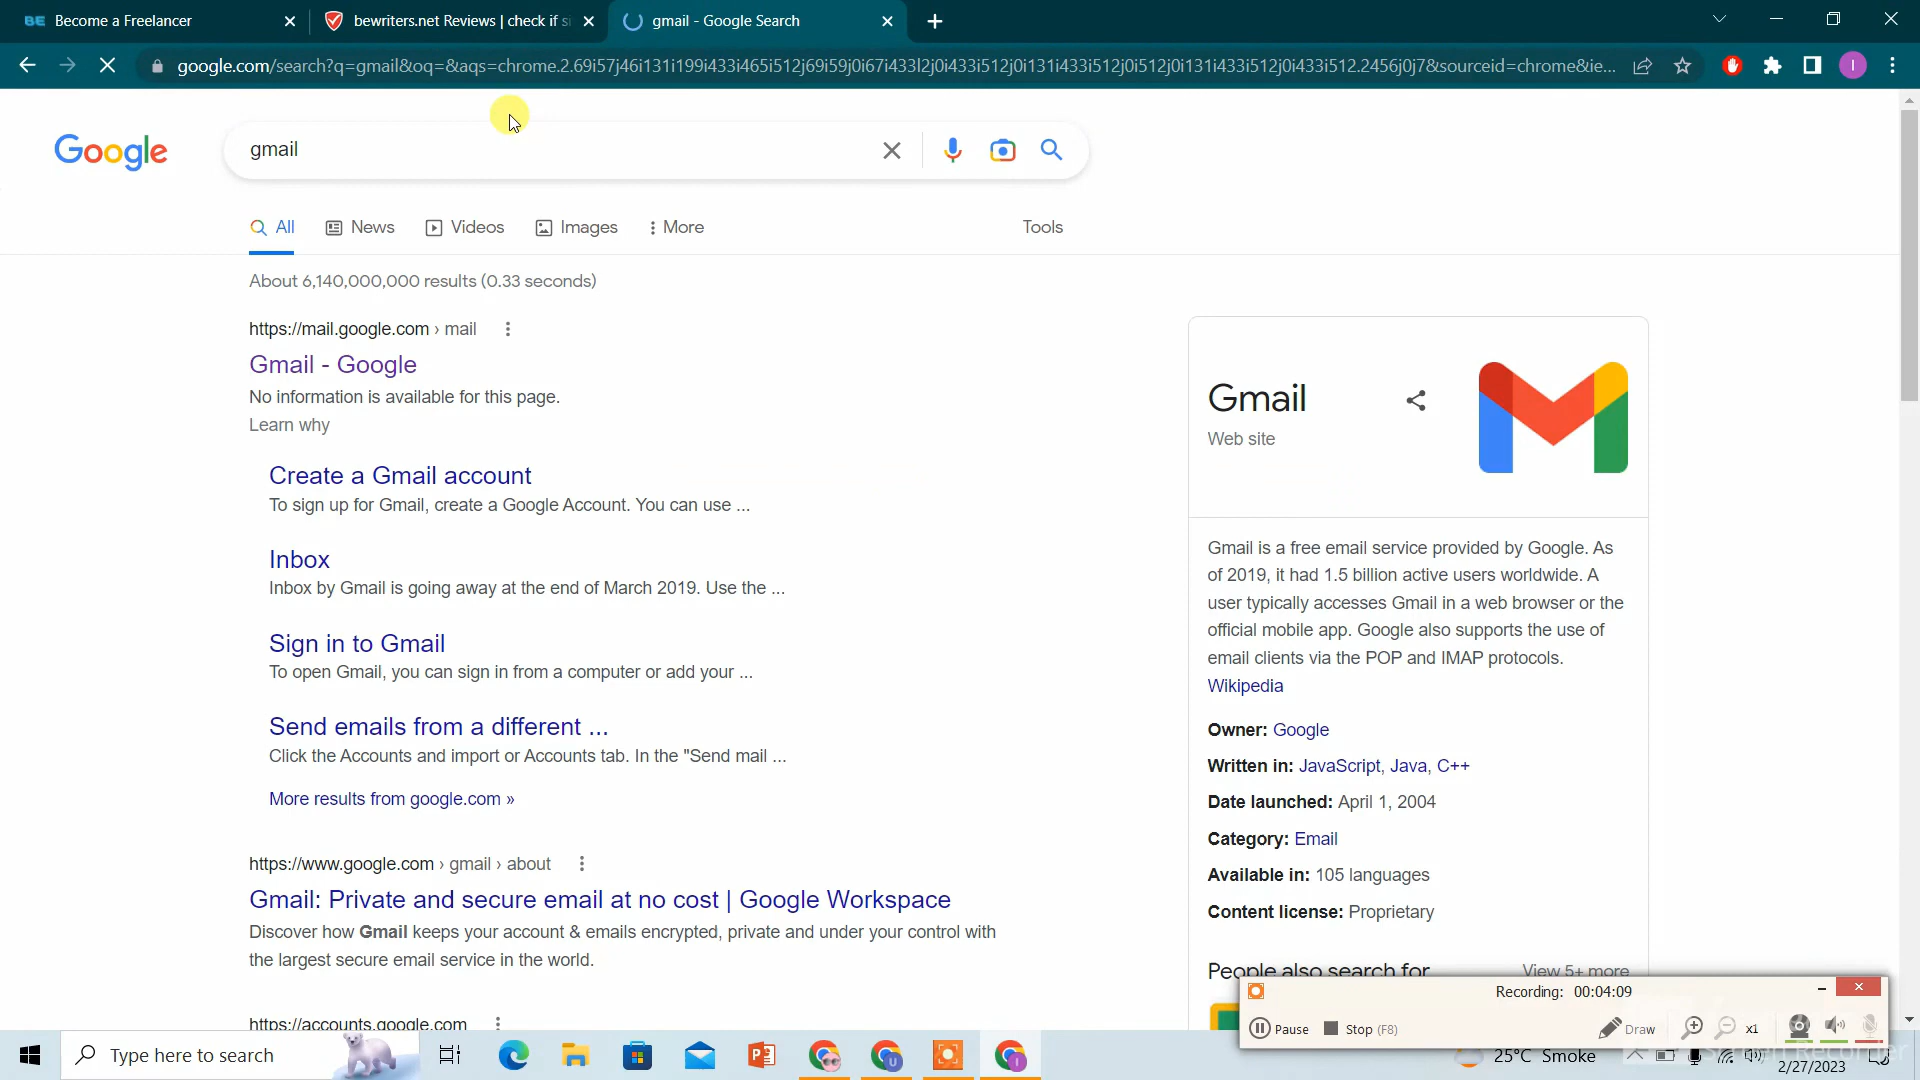 BE Become a Freelancer
bewriters.net Reviews | check if si
gmail - Google Search
google.com/search?q=gmail&oq=&aqs=chrome.2.69i57j46i131i199i433i465i512j69i59j0i67i433l2j0i433i512j0i131i433i512j0i512j0i131i433i512j0i433i512.2456j0j7&sourceid=chrome&ie...
I
Google
gmail
All
News
Videos
Images
More
Tools
About 6,140,000,000 results (0.33 seconds)
https://mail.google.com › mail
Gmail - Google
No information is available for this page.
Learn why
Create a Gmail account
To sign up for Gmail, create a Google Account. You can use ...
Inbox
Inbox by Gmail is going away at the end of March 2019. Use the ...
Sign in to Gmail
To open Gmail, you can sign in from a computer or add your ...
Send emails from a different ...
Click the Accounts and import or Accounts tab. In the "Send mail ...
More results from google.com »
https://www.google.com › gmail › about
Gmail: Private and secure email at no cost | Google Workspace
Discover how Gmail keeps your account & emails encrypted, private and under your control with
the largest secure email service in the world.
https://accounts.google.com
Gmail
Web site
Gmail is a free email service provided by Google. As
of 2019, it had 1.5 billion active users worldwide. A
user typically accesses Gmail in a web browser or the
official mobile app. Google also supports the use of
email clients via the POP and IMAP protocols.
Wikipedia
Owner: Google
Written in: JavaScript, Java, C++
Date launched: April 1, 2004
Category: Email
Available in: 105 languages
Content license: Proprietary
People also search for
View 5+ more
Recording: 00:04:09
Pause
Stop (F8)
Draw
x1
Type here to search
25°C Smoke
2/27/2023